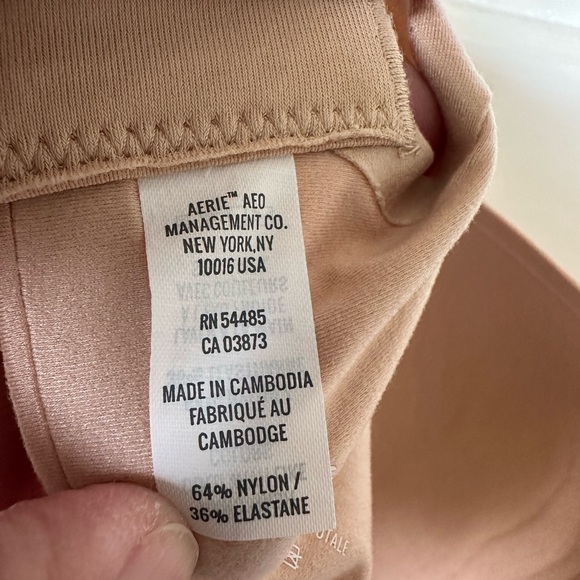 AERIE™ AEO
MANAGEMENT CO.
NEW YORK,NY
10016 USA
RN 54485
CA 03873
MADE IN CAMBODIA
FABRIQUÉ AU
CAMBODGE
64% NYLON /
36% ELASTANE